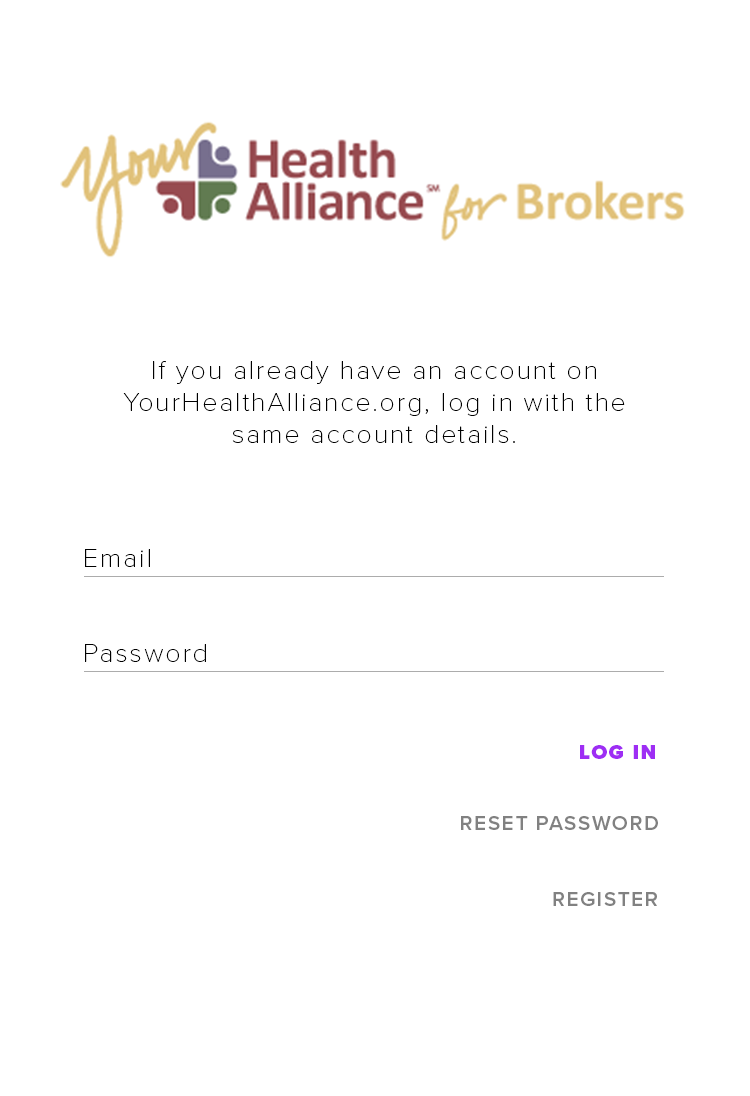 Your Health
Alliance℠ for Brokers
If you already have an account on
YourHealthAlliance.org, log in with the
same account details.
Email
Password
LOG IN
RESET PASSWORD
REGISTER